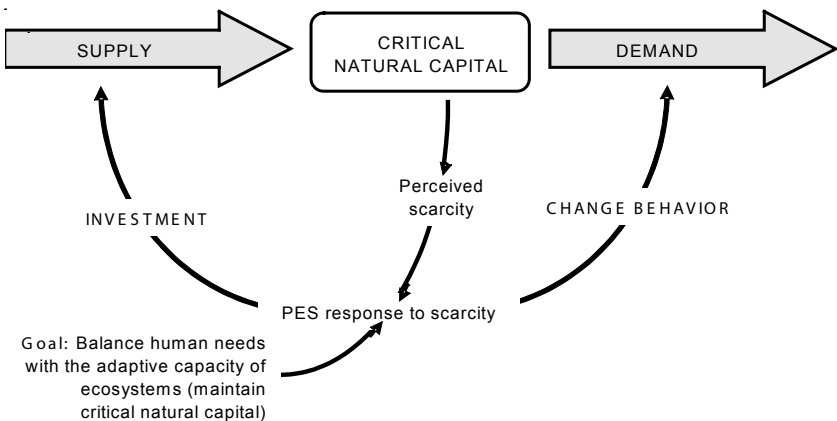 SUPPLY
CRITICAL
NATURAL CAPITAL
DEMAND
Perceived
scarcity
INVESTMENT
CHANGE BEHAVIOR
PES response to scarcity
Goal: Balance human needs
with the adaptive capacity of
ecosystems (maintain
critical natural capital)